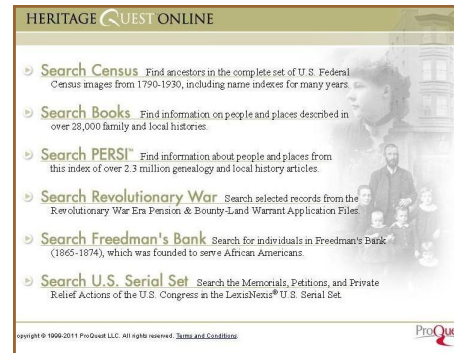 HERITAGE QUEST ONLINE
Search Census Find ancestors in the complete set of U.S. Federal
Census images from 1790-1930, including name indexes for many years.
Search Books Find information on people and places described in
over 28,000 family and local histories.
Search PERSI™ Find information about people and places from
this index of over 2.3 million genealogy and local history articles.
Search Revolutionary War Search selected records from the
Revolutionary War Era Pension & Bounty-Land Warrant Application Files.
Search Freedman's Bank Search for individuals in Freedman's Bank
(1865-1874), which was founded to serve African Americans.
Search U.S. Serial Set Search the Memorials, Petitions, and Private
Relief Actions of the U.S. Congress in the LexisNexis® U.S. Serial Set.
opyright © 1999-2011 ProQuest LLC. All rights reserved. Terms and Conditions.
ProQue